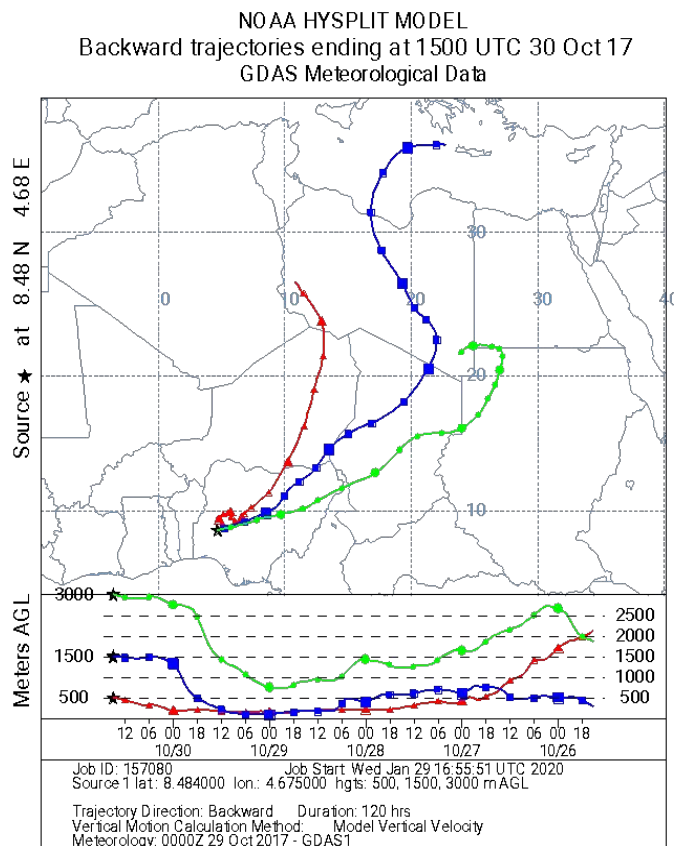 NOAA HYSPLIT MODEL
Backward trajectories ending at 1500 UTC 30 Oct 17
GDAS Meteorological Data
Source ★ at 8.48 N 4.68 E
30
0 10 20 30 40
20
10
Meters AGL
3000
1500
500
2500
2000
1500
1000
500
12 06 00 18 12 06 00 18 12 06 00 18 12 06 00 18 12 06 00 18
10/30 10/29 10/28 10/27 10/26
Job ID: 157080 Job Start: Wed Jan 29 16:55:51 UTC 2020
Source 1 lat.: 8.484000 lon.: 4.675000 hgts: 500, 1500, 3000 m AGL
Trajectory Direction: Backward Duration: 120 hrs
Vertical Motion Calculation Method: Model Vertical Velocity
Meteorology: 0000Z 29 Oct 2017 - GDAS1